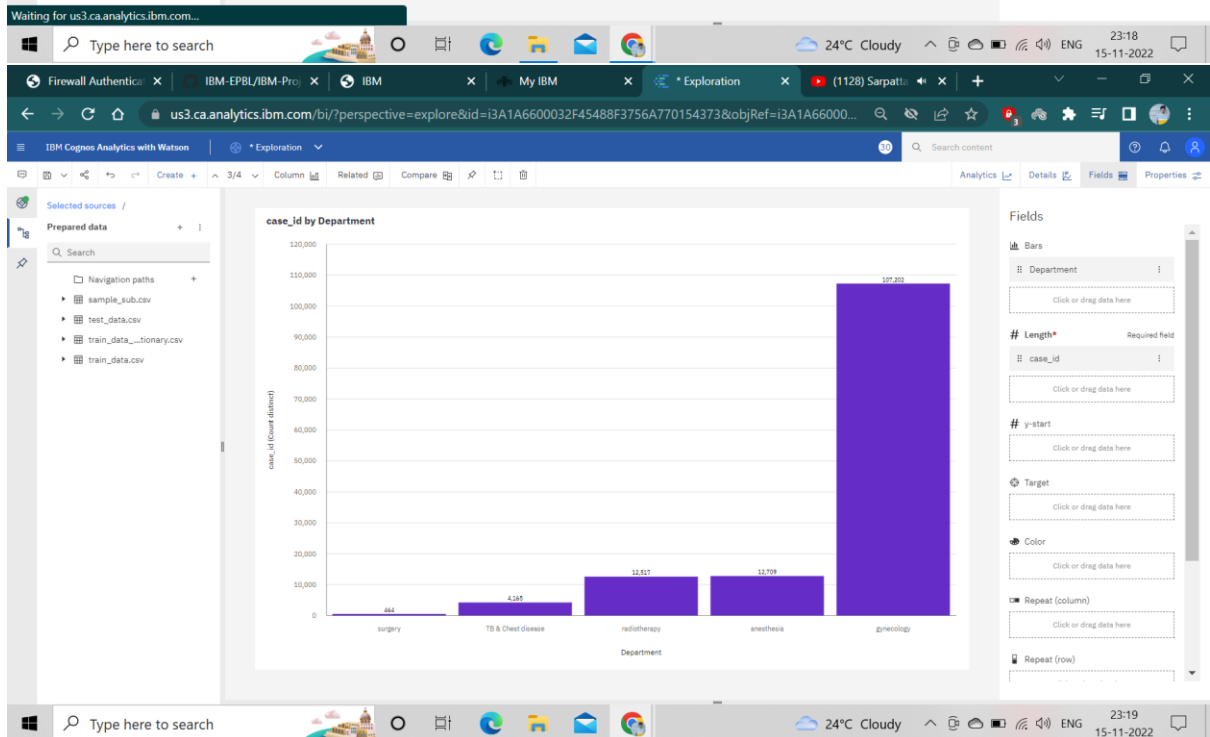 Waiting for us3.ca.analytics.ibm.com...
Type here to search
24°C Cloudy
ENG
23:18
15-11-2022
Firewall Authenticat
IBM-EPBL/IBM-Proj
IBM
My IBM
* Exploration
(1128) Sarpatta
us3.ca.analytics.ibm.com/bi/?perspective=explore&id=i3A1A6600032F45488F3756A770154373&objRef=i3A1A66000...
3
IBM Cognos Analytics with Watson
* Exploration
30
Search content
Create +
3/4
Column
Related
Compare
Analytics
Details
Fields
Properties
Selected sources /
Prepared data
Search
Navigation paths
sample_sub.csv
test_data.csv
train_data_...tionary.csv
train_data.csv
case_id by Department
120,000
110,000
100,000
90,000
80,000
70,000
60,000
50,000
40,000
30,000
20,000
10,000
0
case_id (Count distinct)
464
4,165
12,517
12,709
107,202
surgery
TB & Chest disease
radiotherapy
anesthesia
gynecology
Department
Fields
Bars
Department
Click or drag data here
# Length*
Required field
case_id
Click or drag data here
# y-start
Click or drag data here
Target
Click or drag data here
Color
Click or drag data here
Repeat (column)
Click or drag data here
Repeat (row)
Type here to search
24°C Cloudy
ENG
23:19
15-11-2022